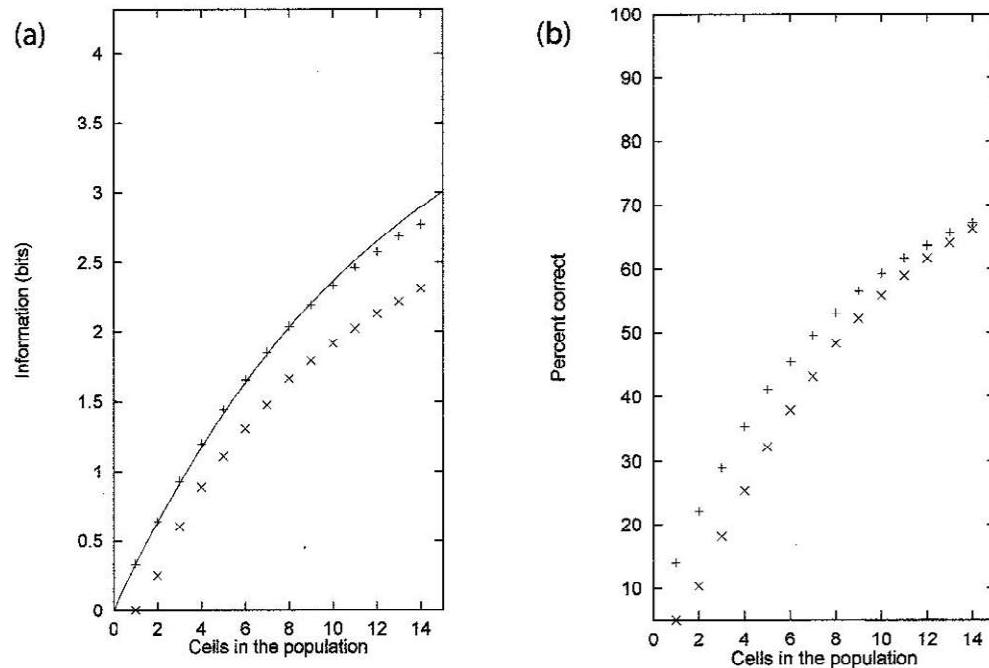 (a)
4
3.5
3
2.5
2
1.5
1
0.5
0
0 2 4 6 8 10 12 14
Information (bits)
Cells in the population
(b)
100
90
80
70
60
50
40
30
20
10
0 2 4 6 8 10 12 14
Percent correct
Cells in the population